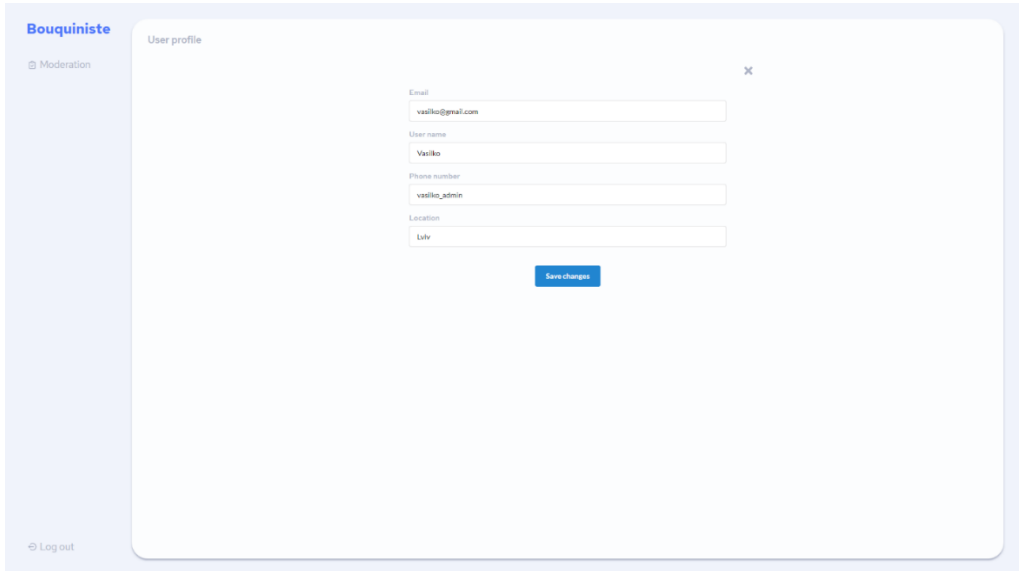 Bouquiniste
Moderation
User profile
Email
vasilko@gmail.com
User name
Vasilko
Phone number
vasilko_admin
Location
Lviv
Save changes
Log out